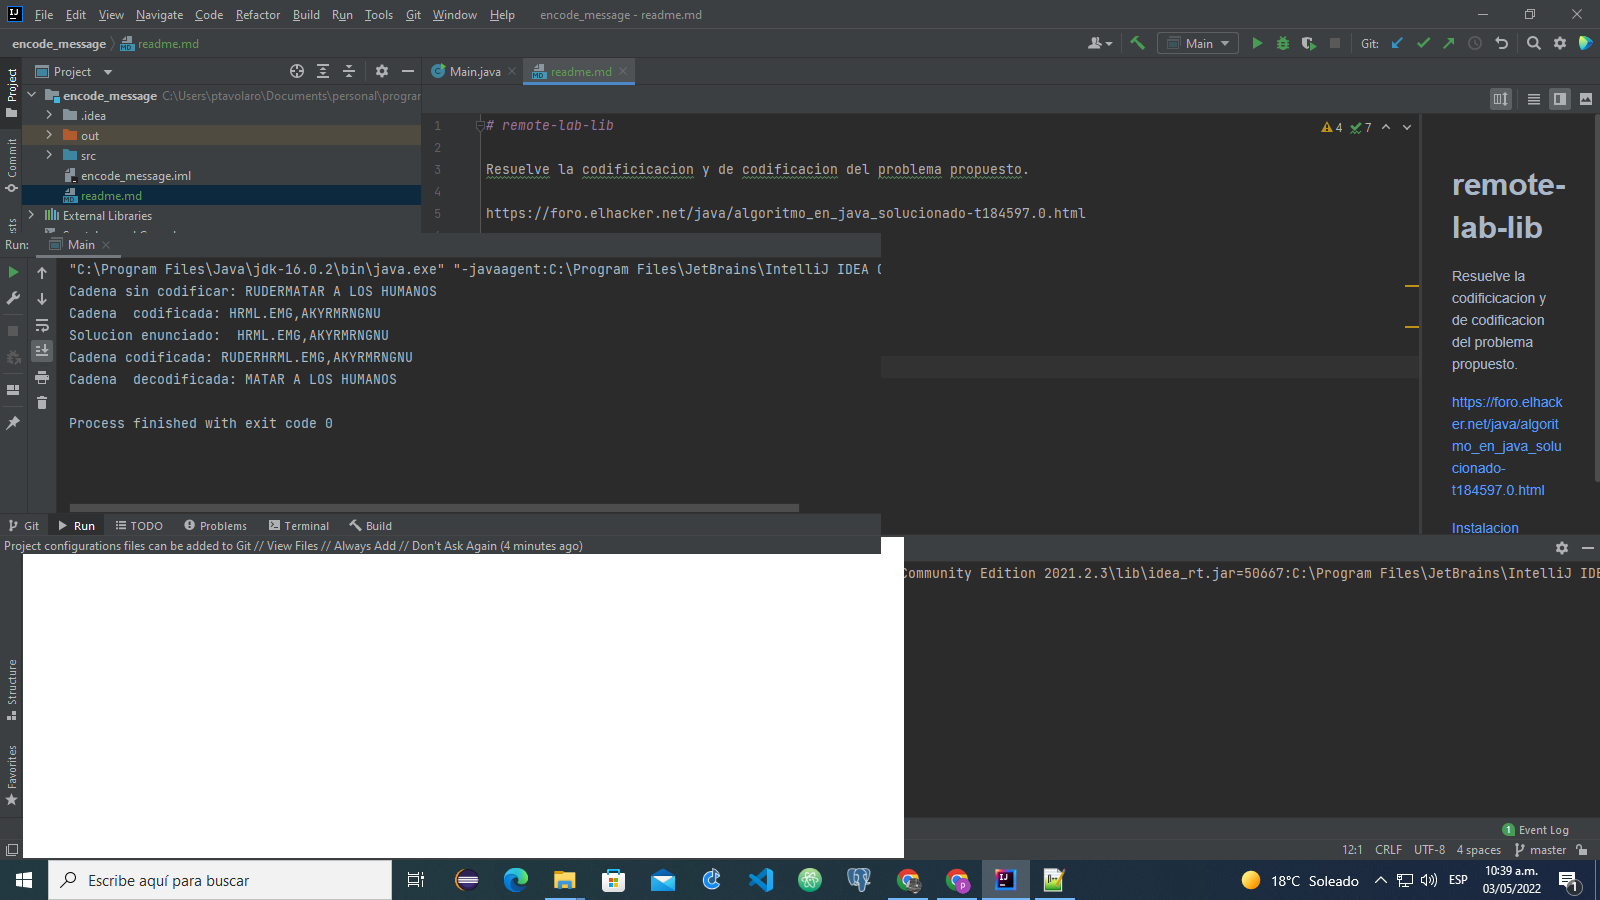 File Edit View Navigate Code Refactor Build Run Tools Git Window Help encode_message - readme.md
encode_message readme.md Main Git:
Project Main.java readme.md
Project
encode_message C:\Users\ptavolaro\Documents\personal\prograr
.idea
out
src
encode_message.iml
readme.md
External Libraries
Commit
1 # remote-lab-lib
2
3 Resuelve la codificicacion y de codificacion del problema propuesto.
4
5 https://foro.elhacker.net/java/algoritmo_en_java_solucionado-t184597.0.html
4 7
remote-
lab-lib
Resuelve la
codificicacion y
de codificacion
del problema
propuesto.
https://foro.elhack
er.net/java/algorit
mo_en_java_solu
cionado-
t184597.0.html
Instalacion
Run: Main
"C:\Program Files\Java\jdk-16.0.2\bin\java.exe" "-javaagent:C:\Program Files\JetBrains\IntelliJ IDEA C
Cadena sin codificar: RUDERMATAR A LOS HUMANOS
Cadena  codificada: HRML.EMG,AKYRMRNGNU
Solucion enunciado:  HRML.EMG,AKYRMRNGNU
Cadena codificada: RUDERHRML.EMG,AKYRMRNGNU
Cadena  decodificada: MATAR A LOS HUMANOS
Process finished with exit code 0
Git Run TODO Problems Terminal Build
Project configurations files can be added to Git // View Files // Always Add // Don't Ask Again (4 minutes ago)
Community Edition 2021.2.3\lib\idea_rt.jar=50667:C:\Program Files\JetBrains\IntelliJ IDE
Structure
Favorites
1 Event Log
12:1 CRLF UTF-8 4 spaces master
Escribe aquí para buscar
18°C Soleado ESP 10:39 a.m.
03/05/2022
1